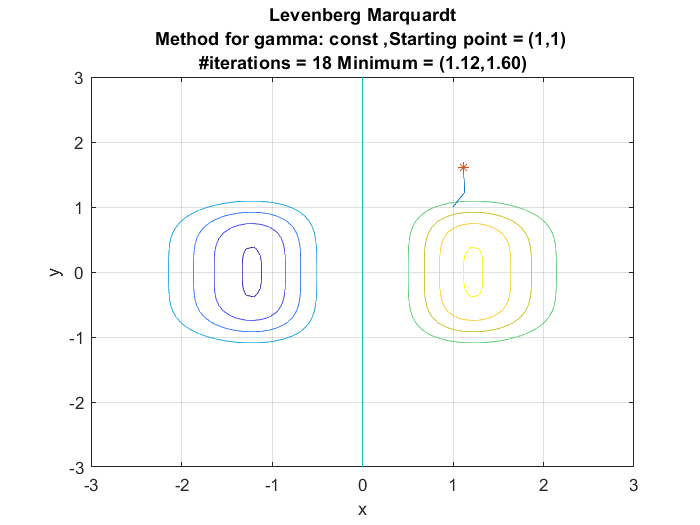 Levenberg Marquardt
Method for gamma: const ,Starting point = (1,1)
#iterations = 18 Minimum = (1.12,1.60)
3
2
1
0
-1
-2
-3
y
-3
-2
-1
0
1
2
3
x